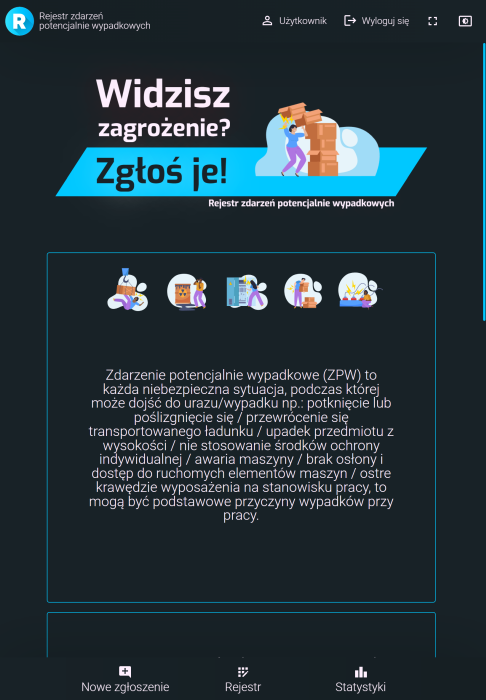 R
Rejestr zdarzeń
potencjalnie wypadkowych
Użytkownik
Wyloguj się
Widzisz
zagrożenie?
Zgłoś je!
Rejestr zdarzeń potencjalnie wypadkowych
Zdarzenie potencjalnie wypadkowe (ZPW) to
każda niebezpieczna sytuacja, podczas której
może dojść do urazu/wypadku np.: potknięcie lub
poślizgnięcie się / przewrócenie się
transportowanego ładunku / upadek przedmiotu z
wysokości / nie stosowanie środków ochrony
indywidualnej / awaria maszyny / brak osłony i
dostęp do ruchomych elementów maszyn / ostre
krawędzie wyposażenia na stanowisku pracy, to
mogą być podstawowe przyczyny wypadków przy
pracy.
Nowe zgłoszenie
Rejestr
Statystyki